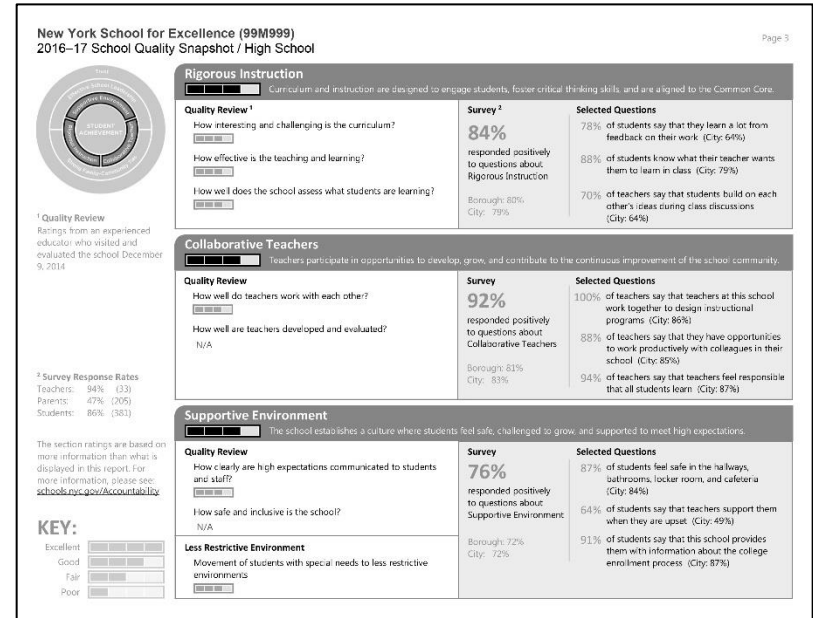 New York School for Excellence (99M999)
2016–17 School Quality Snapshot / High School
Page 3
Trust
STUDENT
ACHIEVEMENT
¹ Quality Review
Ratings from an experienced
educator who visited and
evaluated the school December
9, 2014
² Survey Response Rates
Teachers: 94% (33)
Parents: 47% (205)
Students: 86% (381)
The section ratings are based on
more information than what is
displayed in this report. For
more information, please see:
schools.nyc.gov/Accountability
KEY:
Excellent
Good
Fair
Poor
Rigorous Instruction
Curriculum and instruction are designed to engage students, foster critical thinking skills, and are aligned to the Common Core.
Quality Review ¹
How interesting and challenging is the curriculum?
How effective is the teaching and learning?
How well does the school assess what students are learning?
Survey ²
84%
responded positively
to questions about
Rigorous Instruction
Borough: 80%
City: 79%
Selected Questions
78% of students say that they learn a lot from
feedback on their work (City: 64%)
88% of students know what their teacher wants
them to learn in class (City: 79%)
70% of teachers say that students build on each
other's ideas during class discussions
(City: 64%)
Collaborative Teachers
Teachers participate in opportunities to develop, grow, and contribute to the continuous improvement of the school community.
Quality Review
How well do teachers work with each other?
How well are teachers developed and evaluated?
N/A
Survey
92%
responded positively
to questions about
Collaborative Teachers
Borough: 81%
City: 83%
Selected Questions
100% of teachers say that teachers at this school
work together to design instructional
programs (City: 86%)
88% of teachers say that they have opportunities
to work productively with colleagues in their
school (City: 85%)
94% of teachers say that teachers feel responsible
that all students learn (City: 87%)
Supportive Environment
The school establishes a culture where students feel safe, challenged to grow, and supported to meet high expectations.
Quality Review
How clearly are high expectations communicated to students
and staff?
How safe and inclusive is the school?
N/A
Less Restrictive Environment
Movement of students with special needs to less restrictive
environments
Survey
76%
responded positively
to questions about
Supportive Environment
Borough: 72%
City: 72%
Selected Questions
87% of students feel safe in the hallways,
bathrooms, locker room, and cafeteria
(City: 84%)
64% of students say that teachers support them
when they are upset (City: 49%)
91% of students say that this school provides
them with information about the college
enrollment process (City: 87%)